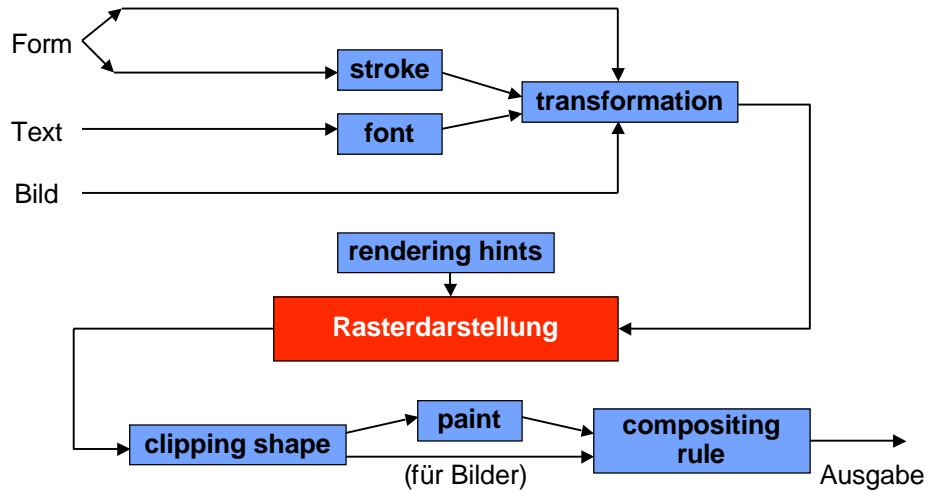 Form
stroke
transformation
Text
font
Bild
rendering hints
Rasterdarstellung
paint
clipping shape
compositing
rule
(für Bilder)
Ausgabe